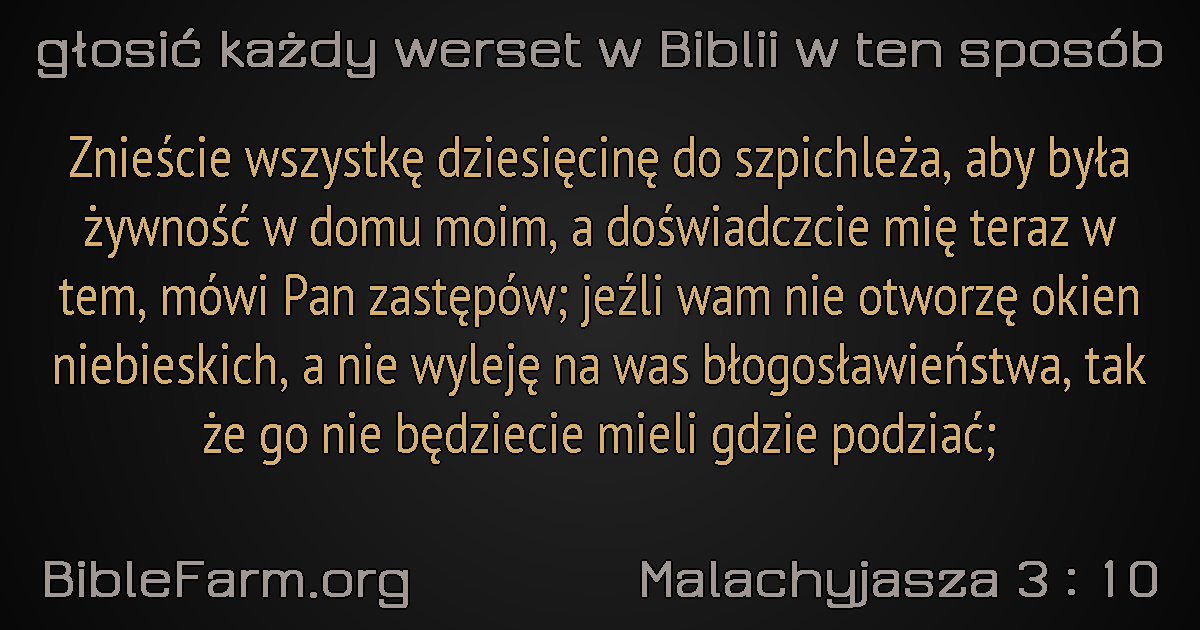 głosić każdy werset w Biblii w ten sposób
Znieście wszystkę dziesięcinę do szpichleża, aby była
żywność w domu moim, a doświadczcie mię teraz w
tem, mówi Pan zastępów; jeźli wam nie otworzę okien
niebieskich, a nie wyleję na was błogosławieństwa, tak
że go nie będziecie mieli gdzie podziać;
BibleFarm.org
Malachyjasza 3 : 10